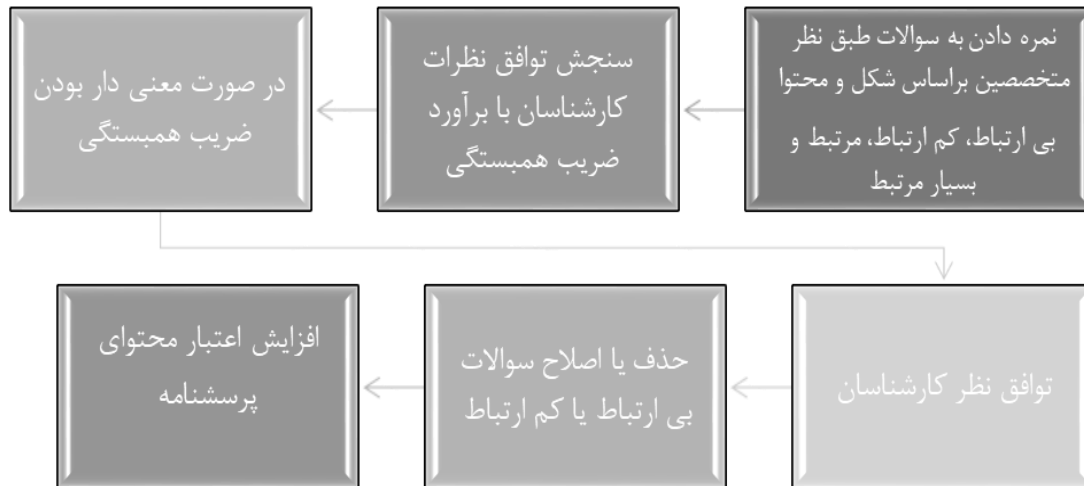 نمره دادن به سوالات طبق نظر
متخصصین براساس شکل و محتوا
بی ارتباط، کم ارتباط، مرتبط و
بسیار مرتبط
سنجش توافق نظرات
کارشناسان با برآورد
ضریب همبستگی
در صورت معنی دار بودن
ضریب همبستگی
توافق نظر کارشناسان
حذف یا اصلاح سوالات
بی ارتباط یا کم ارتباط
افزایش اعتبار محتوای
پرسشنامه